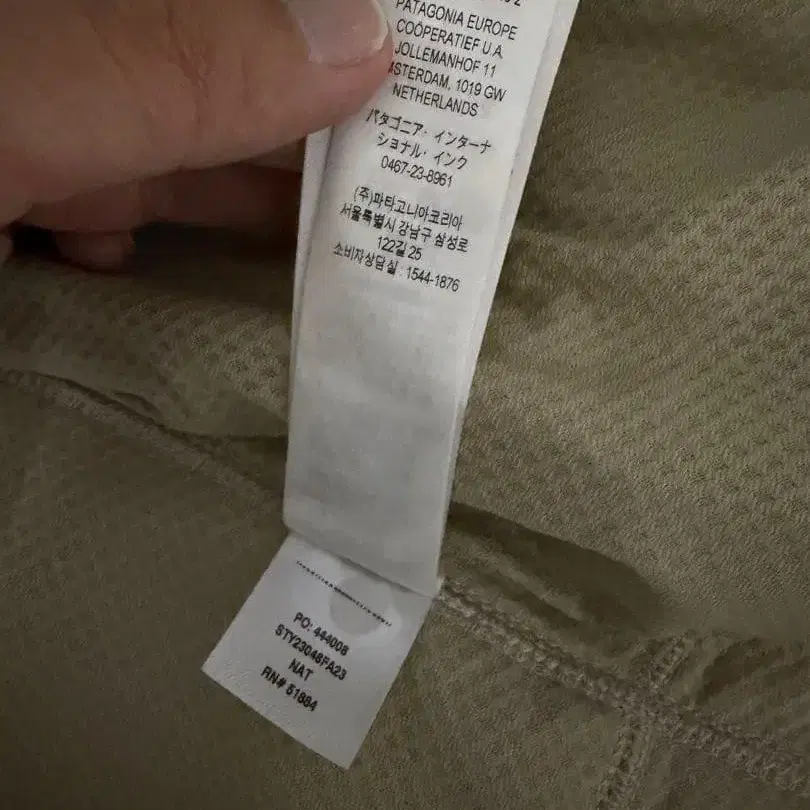 PATAGONIA EUROPE
COÖPERATIEF U.A.
JOLLEMANHOF 11
AMSTERDAM, 1019 GW
NETHERLANDS
パタゴニア・インターナ
ショナル・インク
0467-23-8961
(주)파타고니아코리아
서울특별시 강남구 삼성로
122길 25
소비자상담실 : 1544-1876
PO: 444008
STY23048FA23
NAT
RN# 51884